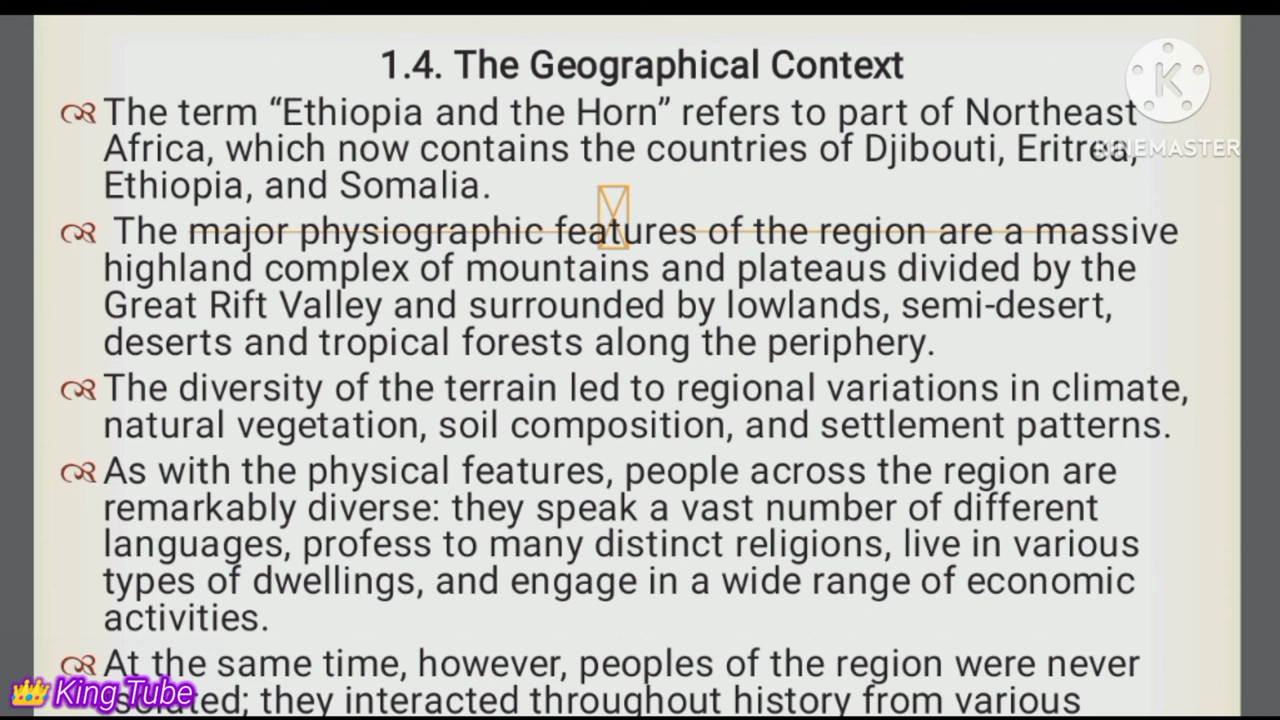 1.4. The Geographical Context
The term “Ethiopia and the Horn” refers to part of Northeast
Africa, which now contains the countries of Djibouti, Eritrea,
Ethiopia, and Somalia.
The major physiographic features of the region are a massive
highland complex of mountains and plateaus divided by the
Great Rift Valley and surrounded by lowlands, semi-desert,
deserts and tropical forests along the periphery.
The diversity of the terrain led to regional variations in climate,
natural vegetation, soil composition, and settlement patterns.
As with the physical features, people across the region are
remarkably diverse: they speak a vast number of different
languages, profess to many distinct religions, live in various
types of dwellings, and engage in a wide range of economic
activities.
At the same time, however, peoples of the region were never
isolated; they interacted throughout history from various
K
KINEMASTER
King Tube